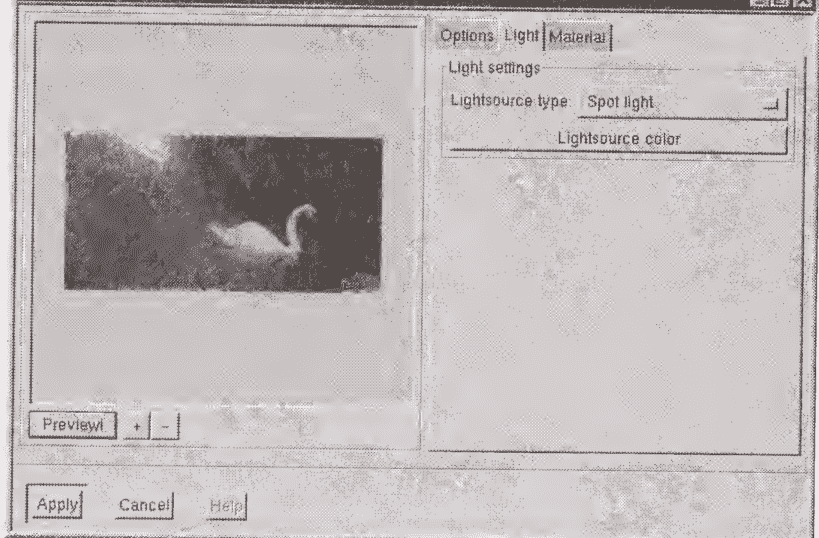 Options Light Material
Light settings
Lightsource type: Spot light
Lightsource color
Preview! + -
Apply Cancel Help